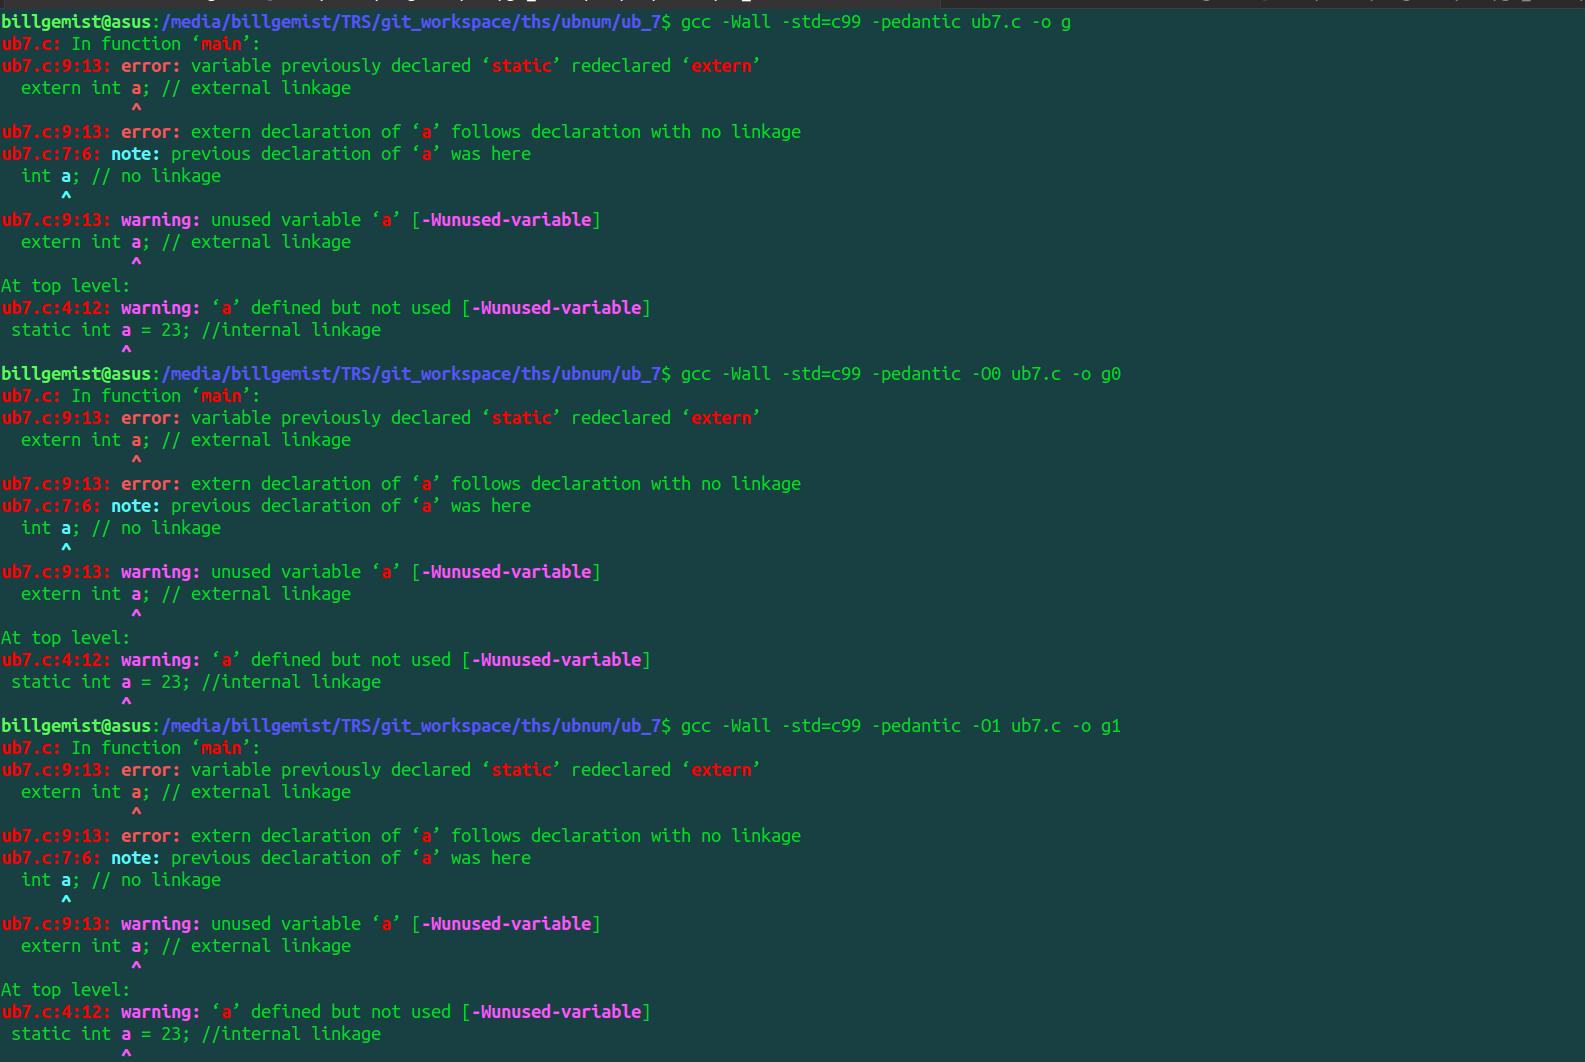 billgemist@asus:/media/billgemist/TRS/git_workspace/ths/ubnum/ub_7$ gcc -Wall -std=c99 -pedantic ub7.c -o g
ub7.c: In function ‘main’:
ub7.c:9:13: error: variable previously declared ‘static’ redeclared ‘extern’
  extern int a; // external linkage
             ^
ub7.c:9:13: error: extern declaration of ‘a’ follows declaration with no linkage
ub7.c:7:6: note: previous declaration of ‘a’ was here
  int a; // no linkage
      ^
ub7.c:9:13: warning: unused variable ‘a’ [-Wunused-variable]
  extern int a; // external linkage
             ^
At top level:
ub7.c:4:12: warning: ‘a’ defined but not used [-Wunused-variable]
 static int a = 23; //internal linkage
            ^
billgemist@asus:/media/billgemist/TRS/git_workspace/ths/ubnum/ub_7$ gcc -Wall -std=c99 -pedantic -O0 ub7.c -o g0
ub7.c: In function ‘main’:
ub7.c:9:13: error: variable previously declared ‘static’ redeclared ‘extern’
  extern int a; // external linkage
             ^
ub7.c:9:13: error: extern declaration of ‘a’ follows declaration with no linkage
ub7.c:7:6: note: previous declaration of ‘a’ was here
  int a; // no linkage
      ^
ub7.c:9:13: warning: unused variable ‘a’ [-Wunused-variable]
  extern int a; // external linkage
             ^
At top level:
ub7.c:4:12: warning: ‘a’ defined but not used [-Wunused-variable]
 static int a = 23; //internal linkage
            ^
billgemist@asus:/media/billgemist/TRS/git_workspace/ths/ubnum/ub_7$ gcc -Wall -std=c99 -pedantic -O1 ub7.c -o g1
ub7.c: In function ‘main’:
ub7.c:9:13: error: variable previously declared ‘static’ redeclared ‘extern’
  extern int a; // external linkage
             ^
ub7.c:9:13: error: extern declaration of ‘a’ follows declaration with no linkage
ub7.c:7:6: note: previous declaration of ‘a’ was here
  int a; // no linkage
      ^
ub7.c:9:13: warning: unused variable ‘a’ [-Wunused-variable]
  extern int a; // external linkage
             ^
At top level:
ub7.c:4:12: warning: ‘a’ defined but not used [-Wunused-variable]
 static int a = 23; //internal linkage
            ^